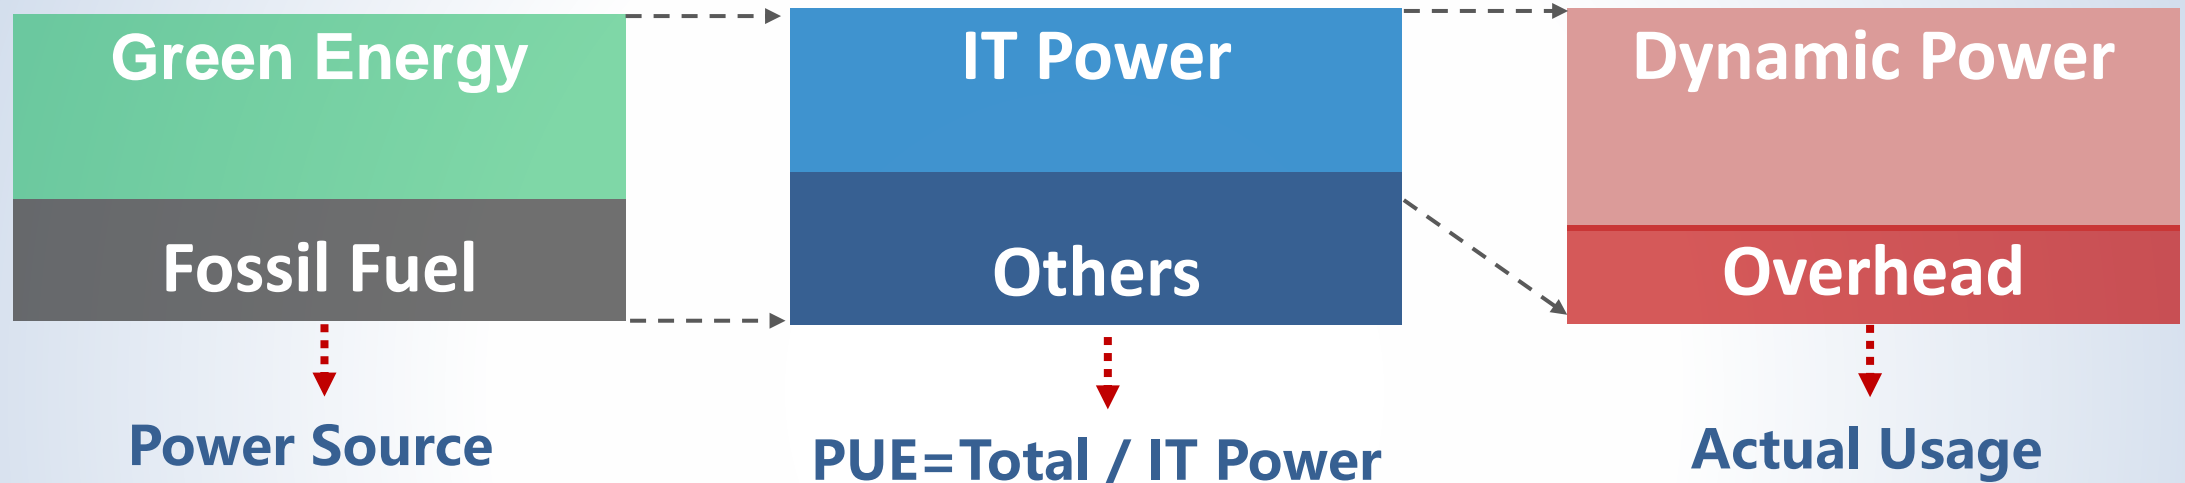 Green Energy
Fossil Fuel
Power Source
IT Power
Others
PUE=Total / IT Power
Dynamic Power
Overhead
Actual Usage